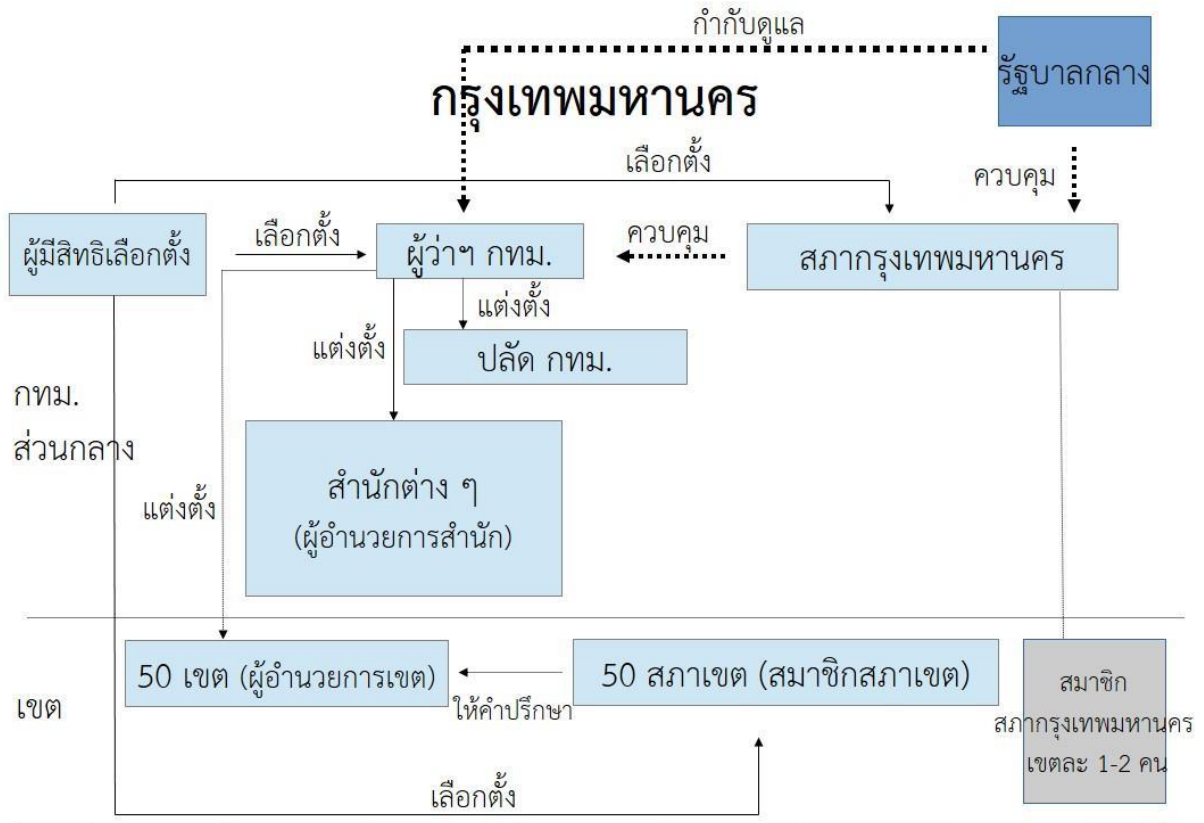 กำกับดูแล
รัฐบาลกลาง
กรุงเทพมหานคร
เลือกตั้ง
ควบคุม
ผู้มีสิทธิเลือกตั้ง
เลือกตั้ง
ผู้ว่าฯ กทม.
ควบคุม
สภากรุงเทพมหานคร
แต่งตั้ง
แต่งตั้ง
ปลัด กทม.
กทม.
ส่วนกลาง
สำนักต่าง ๆ
(ผู้อำนวยการสำนัก)
แต่งตั้ง
50 เขต (ผู้อำนวยการเขต)
ให้คำปรึกษา
50 สภาเขต (สมาชิกสภาเขต)
สมาชิก
สภากรุงเทพมหานคร
เขตละ 1-2 คน
เขต
เลือกตั้ง